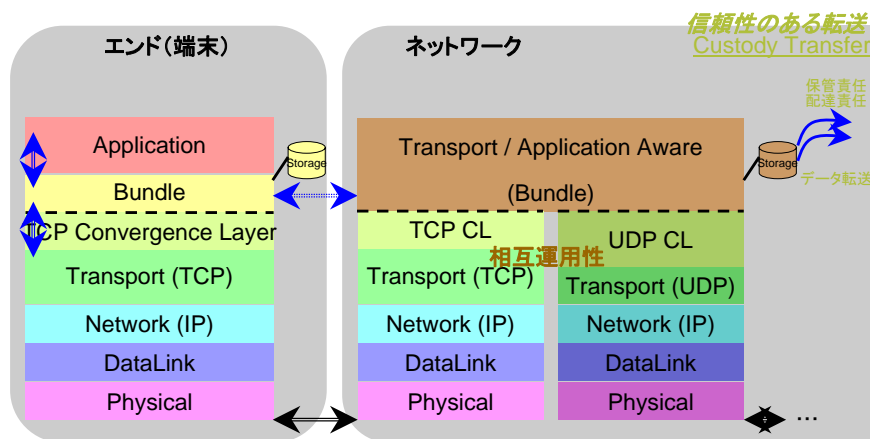 信頼性のある転送
Custody Transfer
エンド（端末）
ネットワーク
保管責任
配達責任
Application
Storage
Bundle
TCP Convergence Layer
Transport (TCP)
Network (IP)
DataLink
Physical
Transport / Application Aware
(Bundle)
Storage
データ転送
TCP CL
UDP CL
相互運用性
Transport (TCP)
Transport (UDP)
Network (IP)
Network (IP)
DataLink
DataLink
Physical
Physical
…